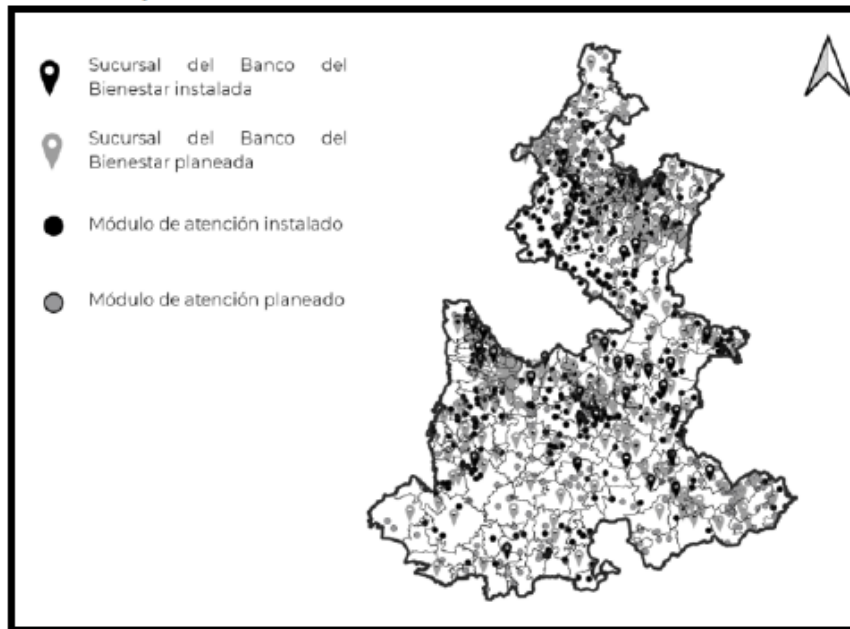 Sucursal del Banco del
Bienestar instalada
Sucursal del Banco del
Bienestar planeada
Módulo de atención instalado
Módulo de atención planeado